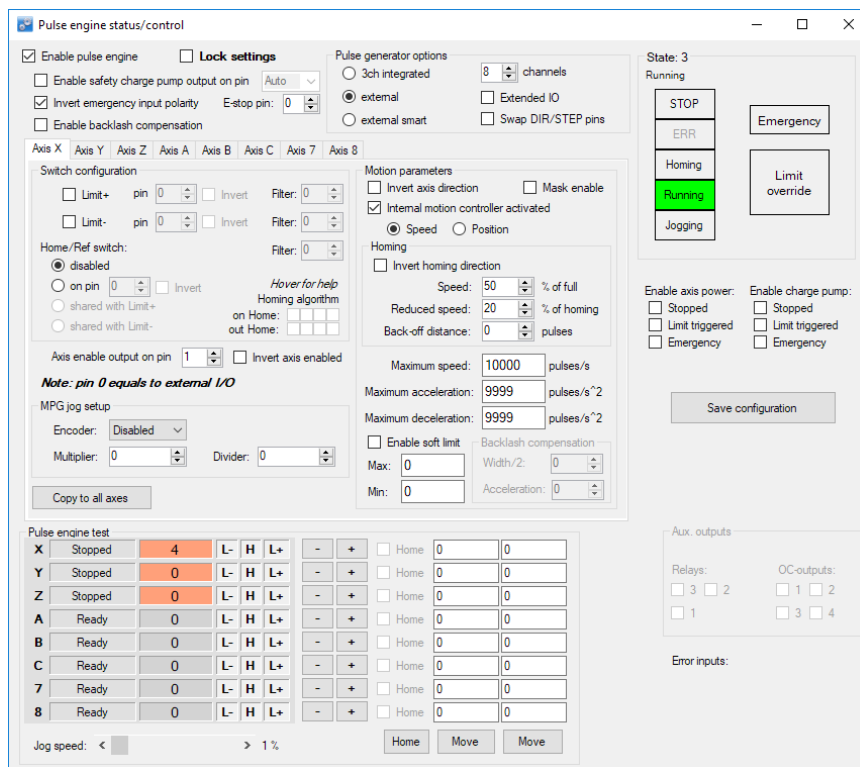 Pulse engine status/control
Enable pulse engine
Lock settings
Enable safety charge pump output on pin Auto
Invert emergency input polarity E-stop pin: 0
Enable backlash compensation
Pulse generator options
3ch integrated 8 channels
external Extended IO
external smart Swap DIR/STEP pins
State: 3
Running
STOP
ERR
Homing
Running
Jogging
Emergency
Limit
override
Axis X Axis Y Axis Z Axis A Axis B Axis C Axis 7 Axis 8
Switch configuration
Limit+ pin 0 Invert Filter: 0
Limit- pin 0 Invert Filter: 0
Home/Ref switch: Filter: 0
disabled
on pin 0 Invert Hover for help
shared with Limit+ Homing algorithm
on Home:
shared with Limit-
out Home:
Axis enable output on pin 1 Invert axis enabled
Note: pin 0 equals to external I/O
MPG jog setup
Encoder: Disabled
Multiplier: 0 Divider: 0
Copy to all axes
Motion parameters
Invert axis direction Mask enable
Internal motion controller activated
Speed Position
Homing
Invert homing direction
Speed: 50 % of full
Reduced speed: 20 % of homing
Back-off distance: 0 pulses
Maximum speed: 10000 pulses/s
Maximum acceleration: 9999 pulses/s^2
Maximum deceleration: 9999 pulses/s^2
Enable soft limit
Max: 0
Min: 0
Backlash compensation
Width/2: 0
Acceleration: 0
Enable axis power: Enable charge pump:
Stopped Stopped
Limit triggered Limit triggered
Emergency Emergency
Save configuration
Pulse engine test
X Stopped 4 L- H L+ - + Home 0 0
Y Stopped 0 L- H L+ - + Home 0 0
Z Stopped 0 L- H L+ - + Home 0 0
A Ready 0 L- H L+ - + Home 0 0
B Ready 0 L- H L+ - + Home 0 0
C Ready 0 L- H L+ - + Home 0 0
7 Ready 0 L- H L+ - + Home 0 0
8 Ready 0 L- H L+ - + Home 0 0
Jog speed: < > 1 % Home Move Move
Aux. outputs
Relays: OC-outputs:
3 2 1 2
1 3 4
Error inputs: